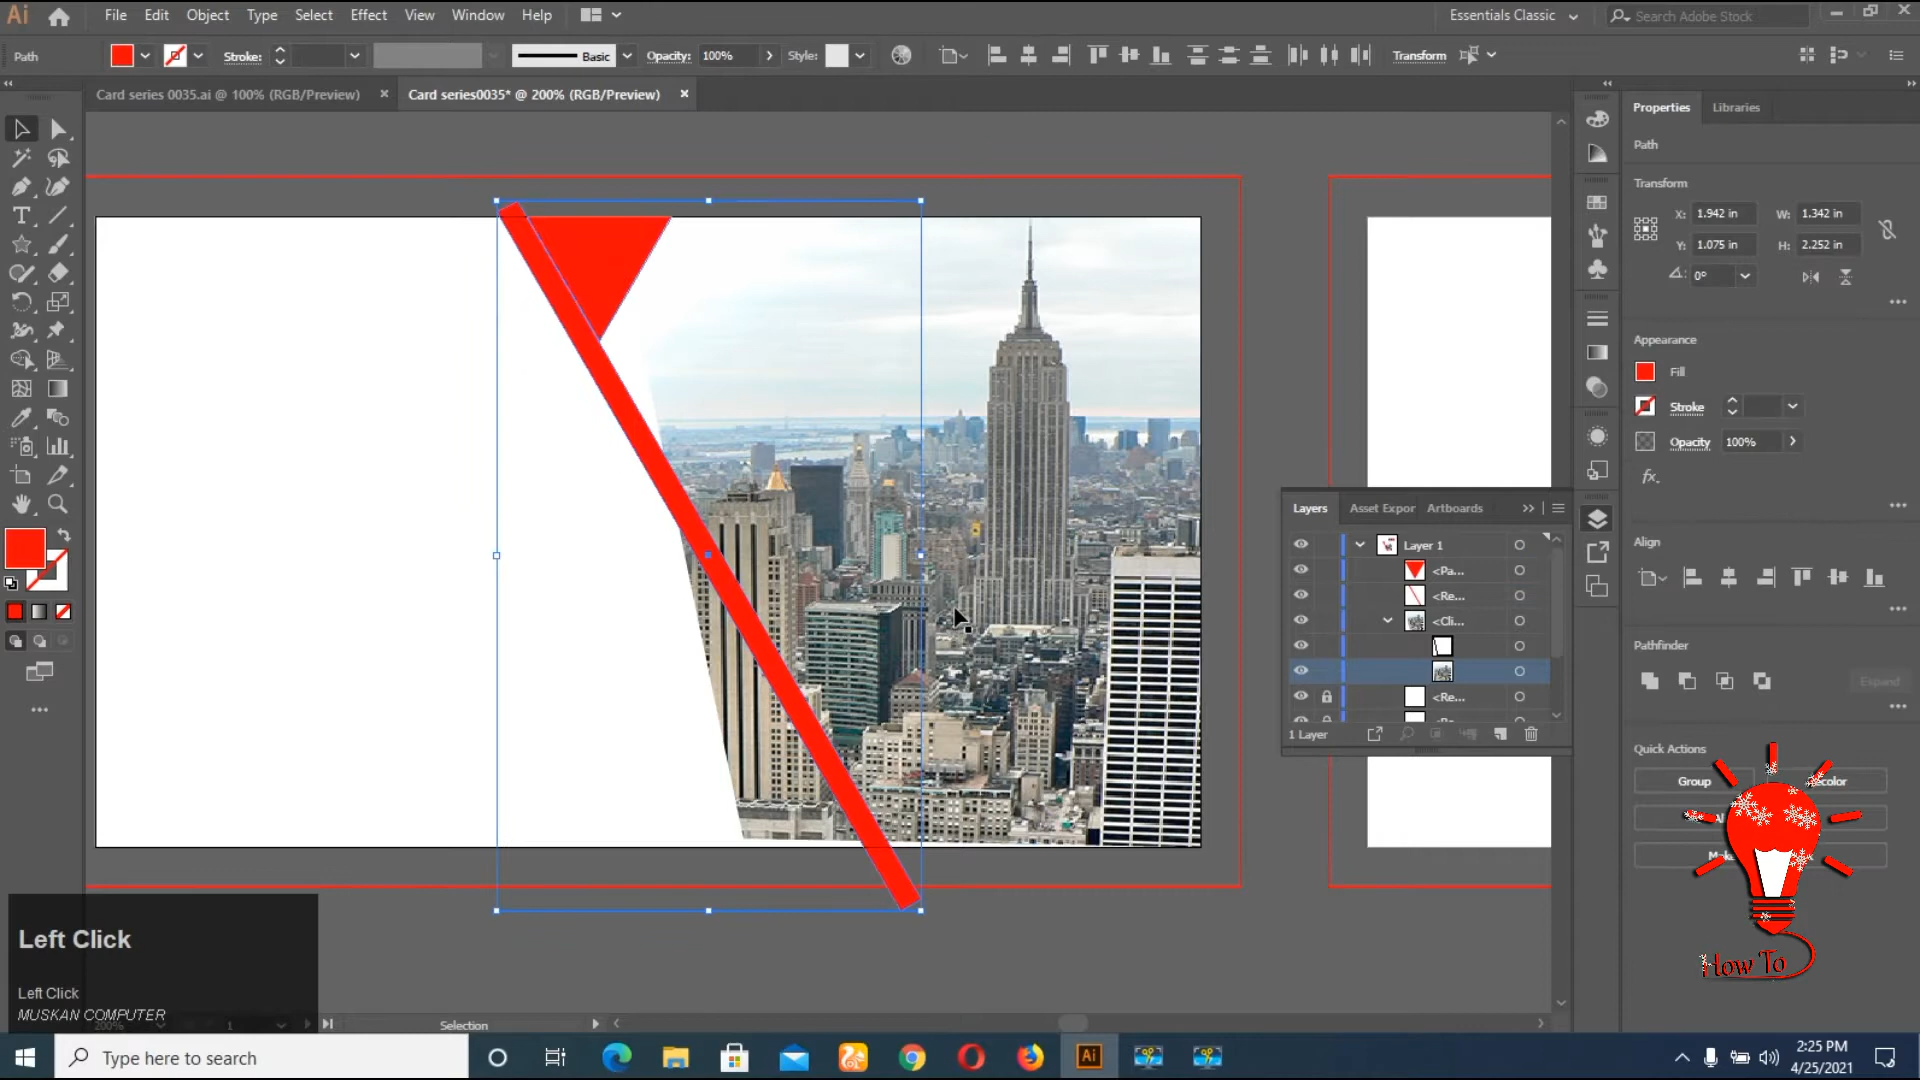 Ai File Edit Object Type Select Effect View Window Help Essentials Classic Search Adobe Stock
Path Stroke: Basic Opacity: 100% Style: Transform
Card series 0035.ai @ 100% (RGB/Preview) × Card series0035* @ 200% (RGB/Preview) ×
Properties Libraries
Path
Transform
X: 1.942 in W: 1.342 in
Y: 1.075 in H: 2.252 in
0°
Appearance
Fill
Stroke
Opacity 100%
fx
Layers Asset Expor Artboards
Layer 1
<Pa...
<Re...
<Cli...
<Re...
1 Layer
Align
Pathfinder
Expand
Quick Actions
Group
How To
Left Click
Left Click
MUSKAN COMPUTER
200% 1 Selection
Type here to search
Ai
2:25 PM
4/25/2021